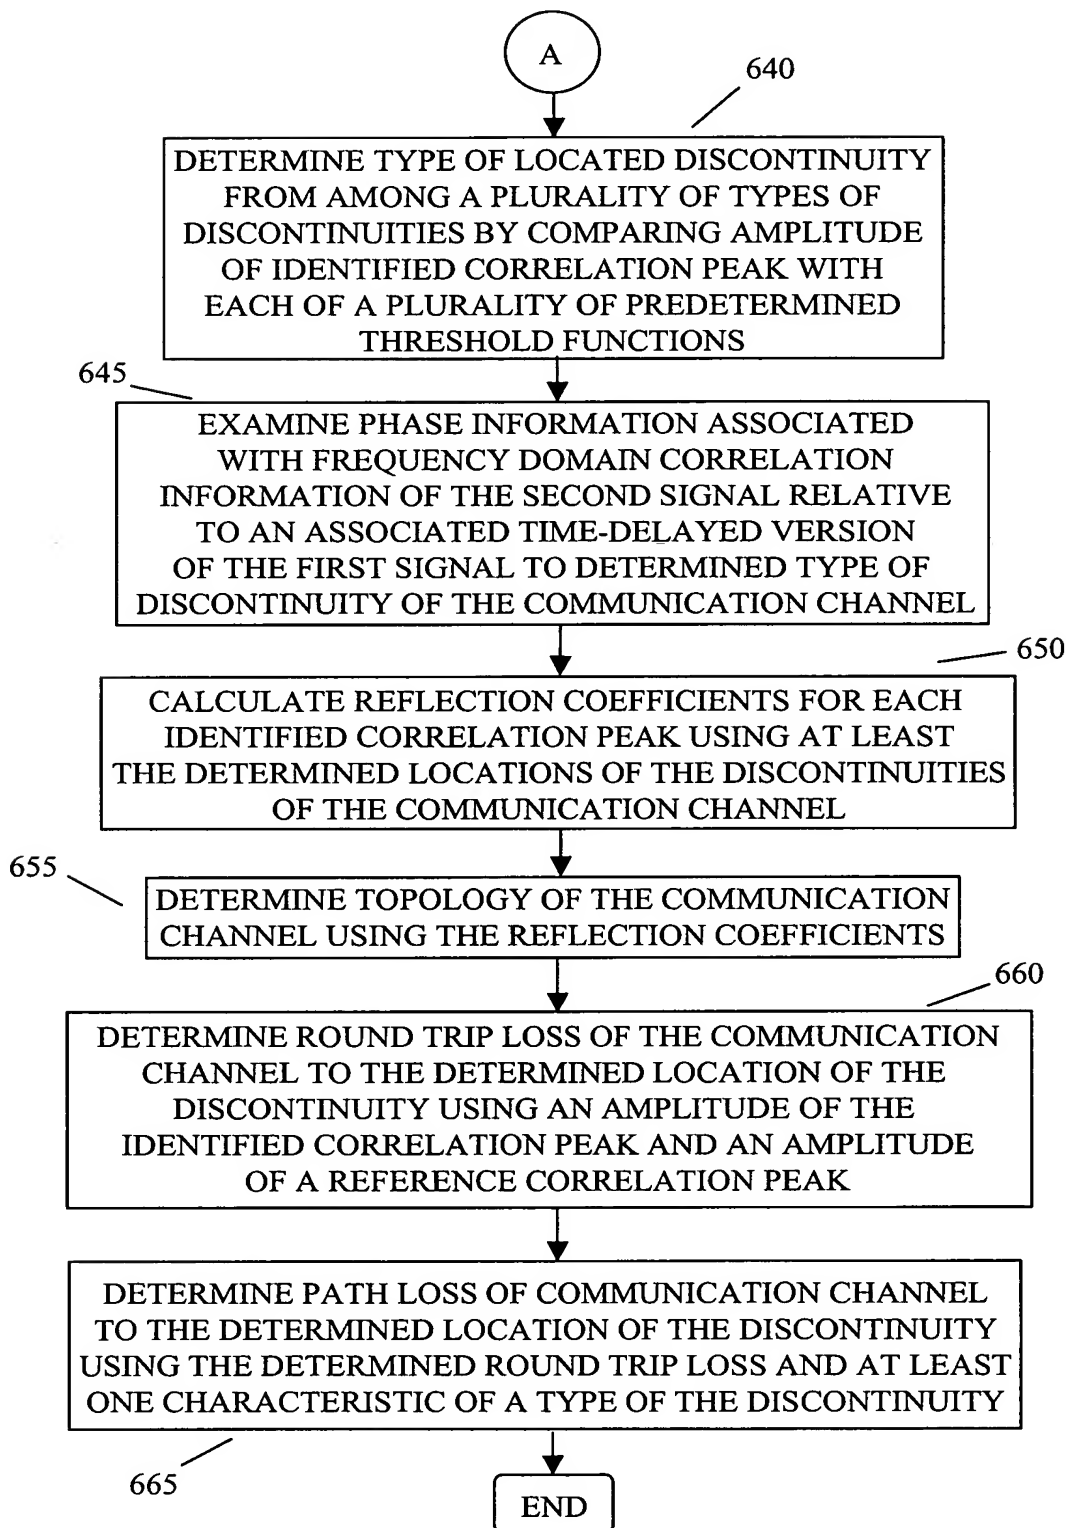 A
640
DETERMINE TYPE OF LOCATED DISCONTINUITY
FROM AMONG A PLURALITY OF TYPES OF
DISCONTINUITIES BY COMPARING AMPLITUDE
OF IDENTIFIED CORRELATION PEAK WITH
EACH OF A PLURALITY OF PREDETERMINED
THRESHOLD FUNCTIONS
645
EXAMINE PHASE INFORMATION ASSOCIATED
WITH FREQUENCY DOMAIN CORRELATION
INFORMATION OF THE SECOND SIGNAL RELATIVE
TO AN ASSOCIATED TIME-DELAYED VERSION
OF THE FIRST SIGNAL TO DETERMINED TYPE OF
DISCONTINUITY OF THE COMMUNICATION CHANNEL
650
CALCULATE REFLECTION COEFFICIENTS FOR EACH
IDENTIFIED CORRELATION PEAK USING AT LEAST
THE DETERMINED LOCATIONS OF THE DISCONTINUITIES
OF THE COMMUNICATION CHANNEL
655
DETERMINE TOPOLOGY OF THE COMMUNICATION
CHANNEL USING THE REFLECTION COEFFICIENTS
660
DETERMINE ROUND TRIP LOSS OF THE COMMUNICATION
CHANNEL TO THE DETERMINED LOCATION OF THE
DISCONTINUITY USING AN AMPLITUDE OF THE
IDENTIFIED CORRELATION PEAK AND AN AMPLITUDE
OF A REFERENCE CORRELATION PEAK
DETERMINE PATH LOSS OF COMMUNICATION CHANNEL
TO THE DETERMINED LOCATION OF THE DISCONTINUITY
USING THE DETERMINED ROUND TRIP LOSS AND AT LEAST
ONE CHARACTERISTIC OF A TYPE OF THE DISCONTINUITY
665
END